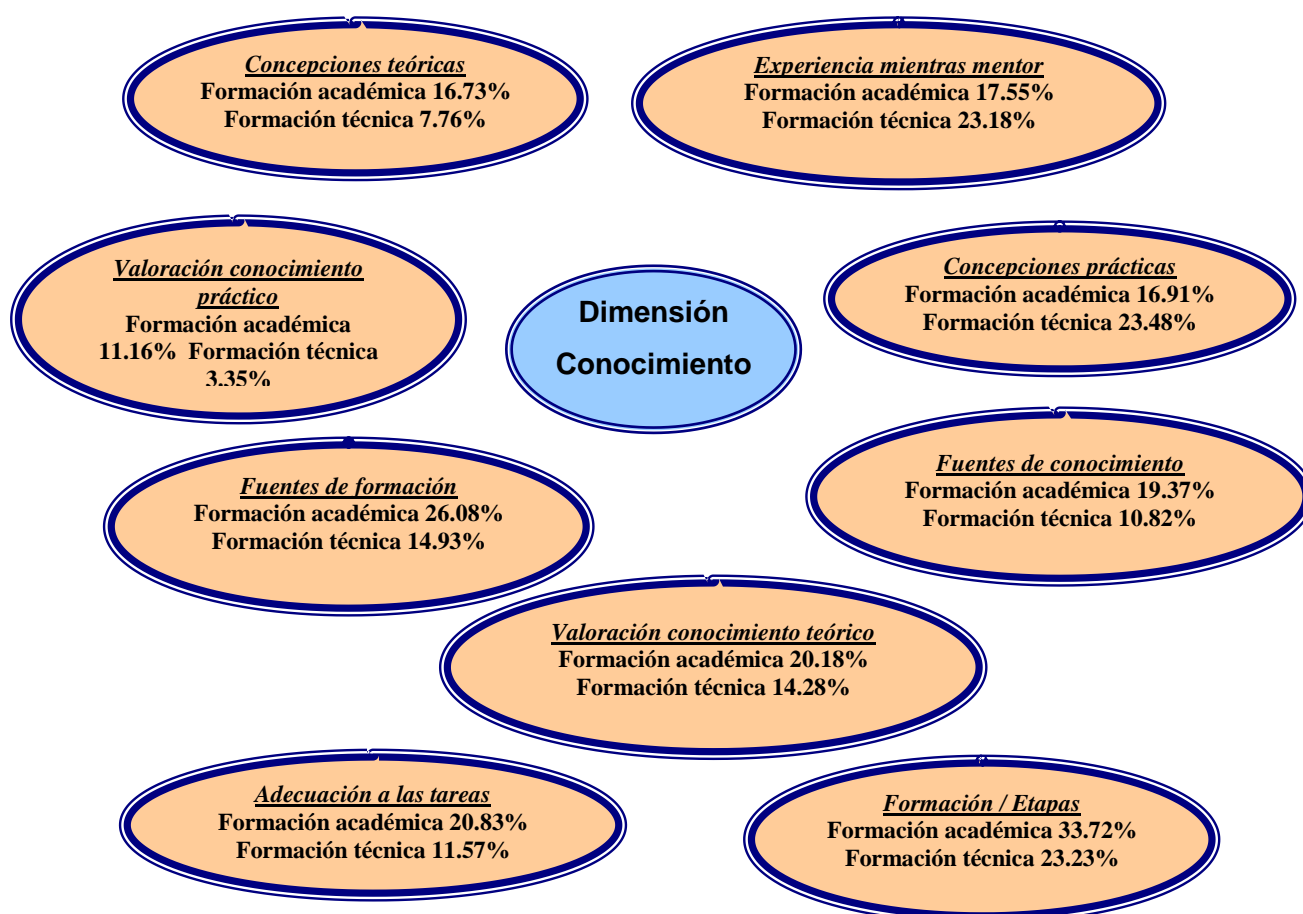 Concepciones teóricas
Formación académica 16.73%
Formación técnica 7.76%
Experiencia mientras mentor
Formación académica 17.55%
Formación técnica 23.18%
Valoración conocimiento
práctico
Formación académica
11.16% Formación técnica
3.35%
Dimensión
Conocimiento
Concepciones prácticas
Formación académica 16.91%
Formación técnica 23.48%
Fuentes de formación
Formación académica 26.08%
Formación técnica 14.93%
Fuentes de conocimiento
Formación académica 19.37%
Formación técnica 10.82%
Valoración conocimiento teórico
Formación académica 20.18%
Formación técnica 14.28%
Adecuación a las tareas
Formación académica 20.83%
Formación técnica 11.57%
Formación / Etapas
Formación académica 33.72%
Formación técnica 23.23%